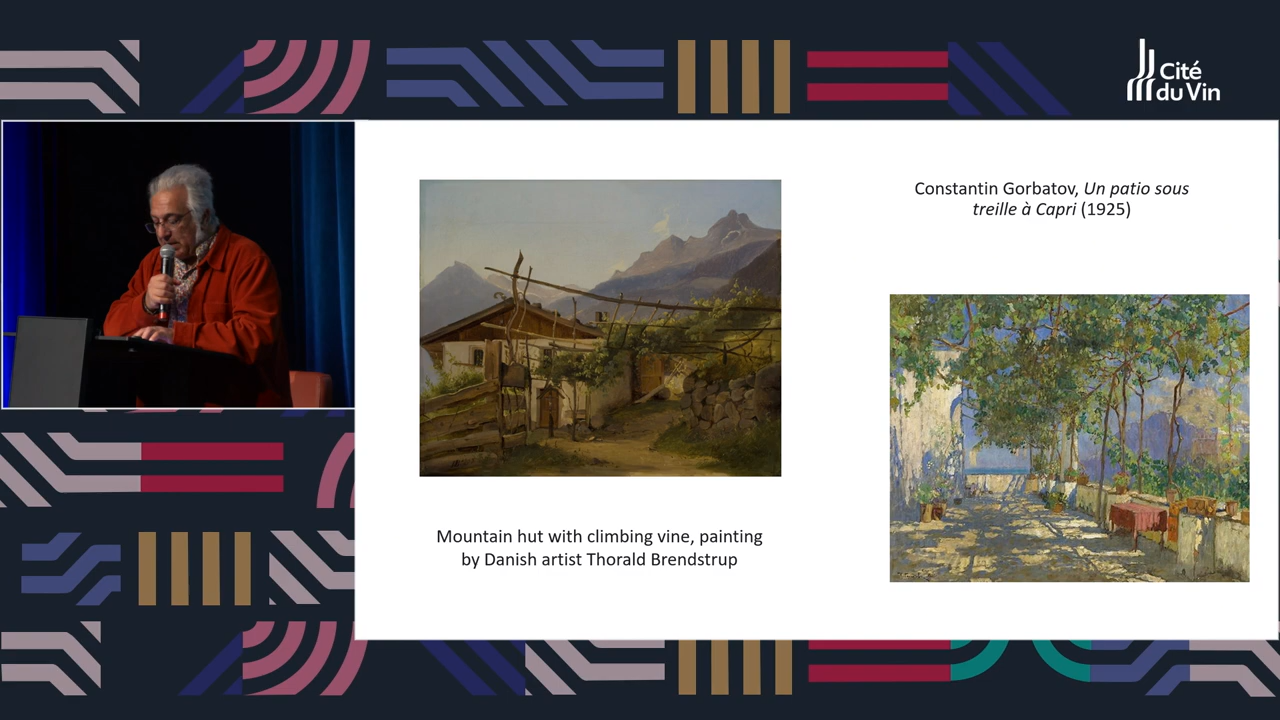 Cité
du Vin
Constantin Gorbatov, Un patio sous
treille à Capri (1925)
Mountain hut with climbing vine, painting
by Danish artist Thorald Brendstrup